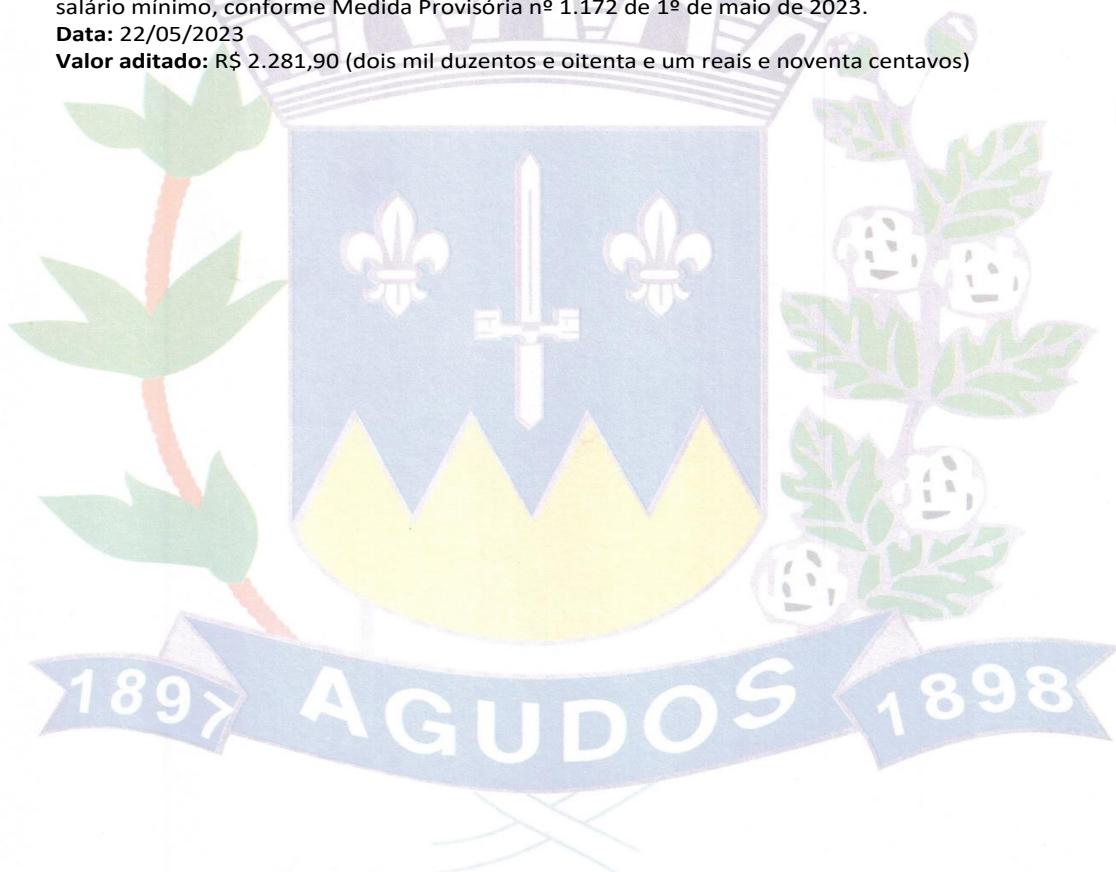 salário mínimo, conforme Medida Provisória nº 1.172 de 1º de maio de 2023.
Data: 22/05/2023
Valor aditado: R$ 2.281,90 (dois mil duzentos e oitenta e um reais e noventa centavos)
1897 AGUDOS 1898